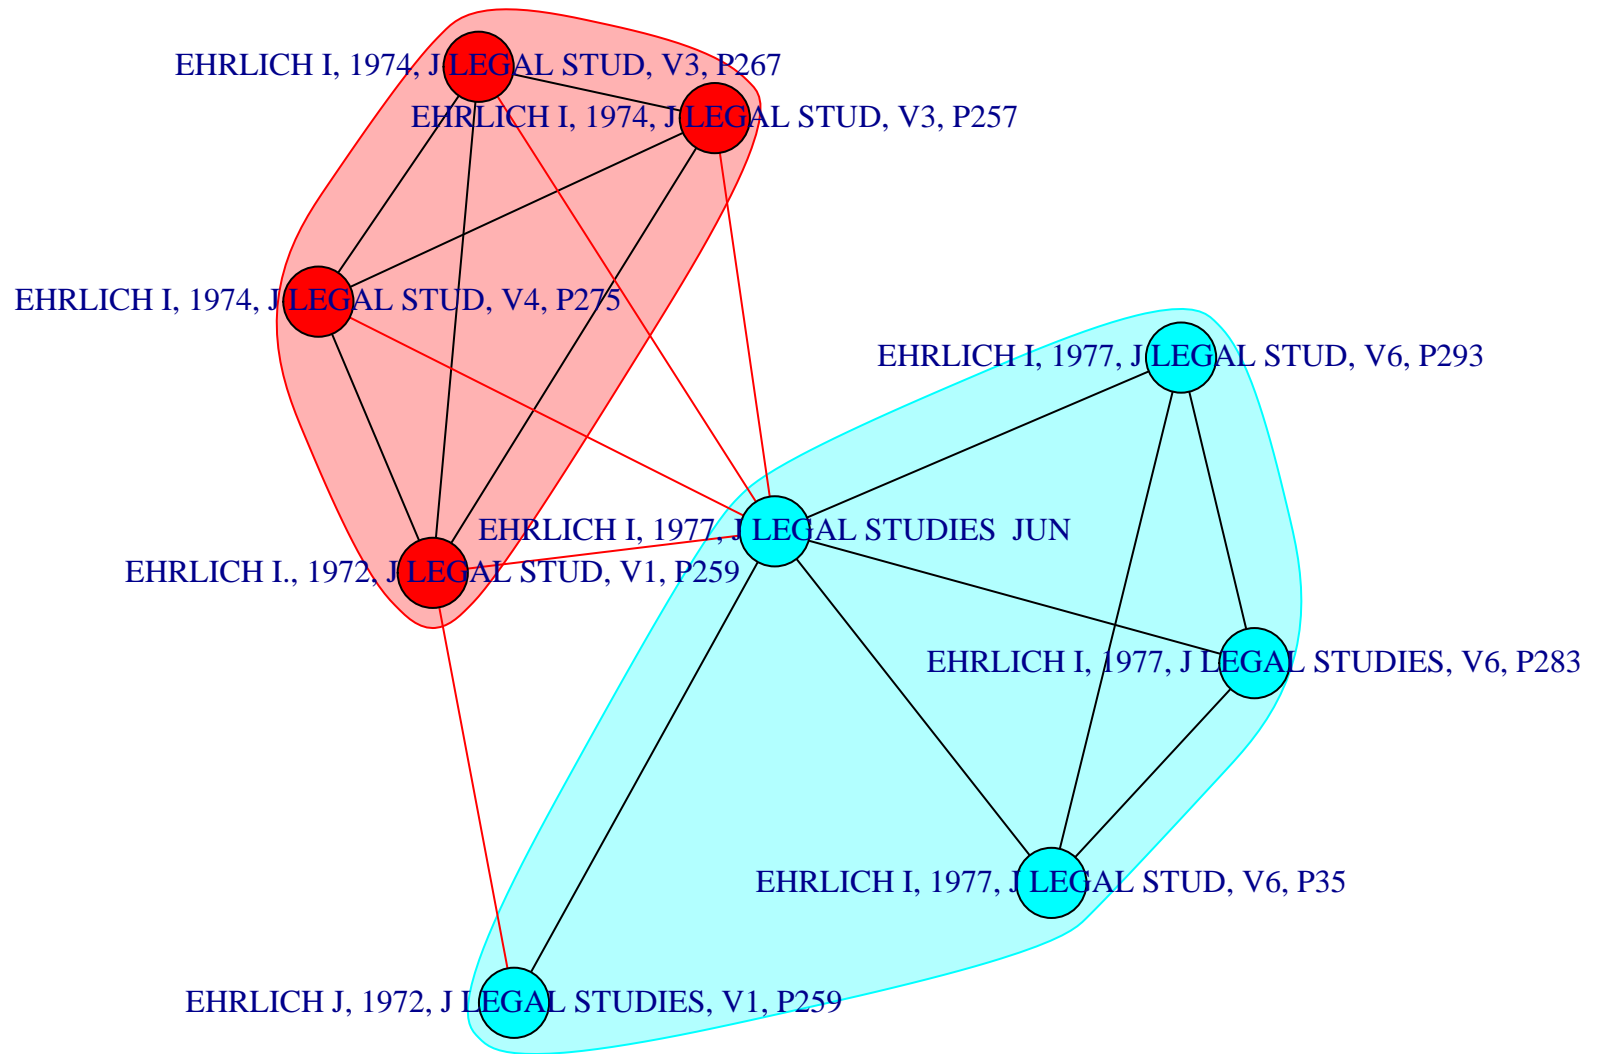 EHRLICH I, 1974, J LEGAL STUD, V3, P267
EHRLICH I, 1974, J LEGAL STUD, V3, P257
EHRLICH I, 1974, J LEGAL STUD, V4, P275
EHRLICH I, 1977, J LEGAL STUD, V6, P293
EHRLICH I, 1977, J LEGAL STUDIES  JUN
EHRLICH I., 1972, J LEGAL STUD, V1, P259
EHRLICH I, 1977, J LEGAL STUDIES, V6, P283
EHRLICH I, 1977, J LEGAL STUD, V6, P35
EHRLICH J, 1972, J LEGAL STUDIES, V1, P259